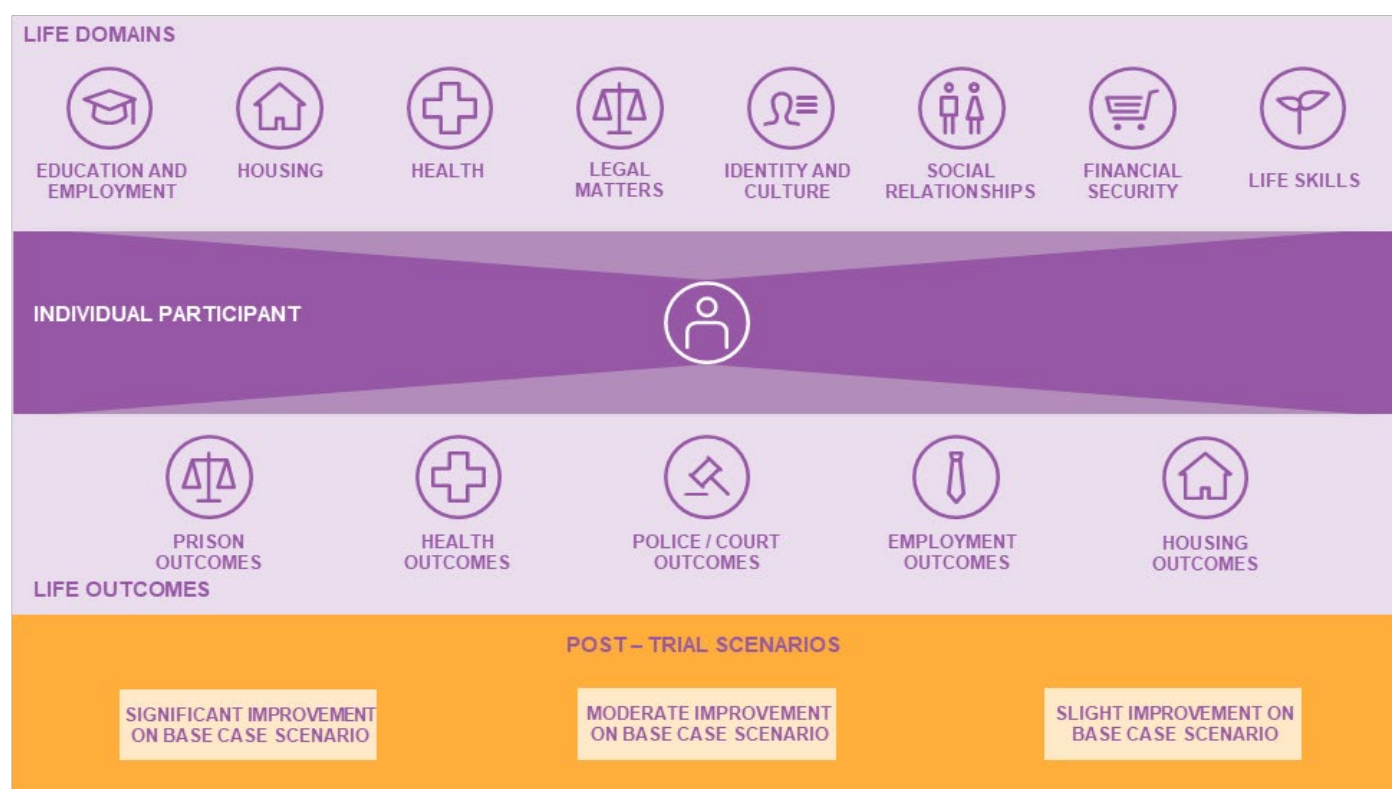 LIFE DOMAINS
EDUCATION AND
EMPLOYMENT
HOUSING
HEALTH
LEGAL
MATTERS
IDENTITY AND
CULTURE
SOCIAL
RELATIONSHIPS
FINANCIAL
SECURITY
LIFE SKILLS
INDIVIDUAL PARTICIPANT
PRISON
OUTCOMES
HEALTH
OUTCOMES
POLICE / COURT
OUTCOMES
EMPLOYMENT
OUTCOMES
HOUSING
OUTCOMES
LIFE OUTCOMES
POST – TRIAL SCENARIOS
SIGNIFICANT IMPROVEMENT
ON BASE CASE SCENARIO
MODERATE IMPROVEMENT
ON BASE CASE SCENARIO
SLIGHT IMPROVEMENT ON
BASE CASE SCENARIO